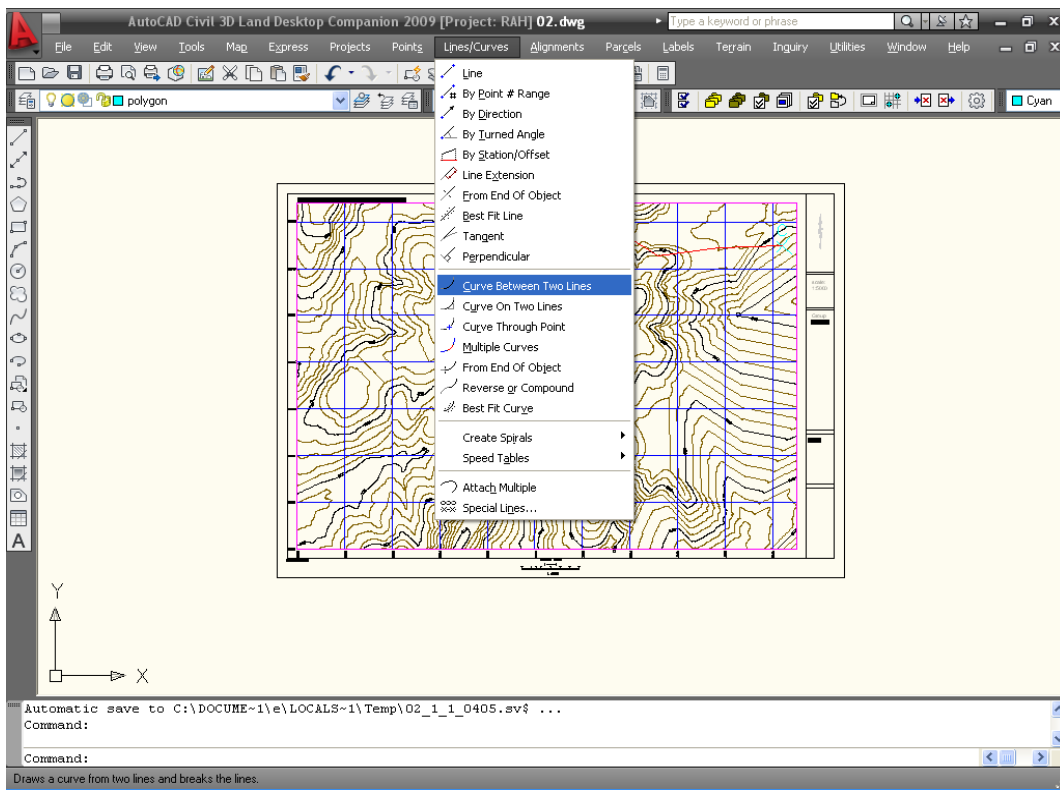 AutoCAD Civil 3D Land Desktop Companion 2009 [Project: RAH] 02.dwg
Type a keyword or phrase
File Edit View Tools Map Express Projects Points Lines/Curves Alignments Parcels Labels Terrain Inquiry Utilities Window Help
polygon
Cyan
Line
By Point # Range
By Direction
By Turned Angle
By Station/Offset
Line Extension
From End Of Object
Best Fit Line
Tangent
Perpendicular
Curve Between Two Lines
Curve On Two Lines
Curve Through Point
Multiple Curves
From End Of Object
Reverse or Compound
Best Fit Curve
Create Spirals
Speed Tables
Attach Multiple
Special Lines...
A
Y
X
Automatic save to C:\DOCUME~1\e\LOCALS~1\Temp\02_1_1_0405.sv$ ...
Command:
Command:
Draws a curve from two lines and breaks the lines.